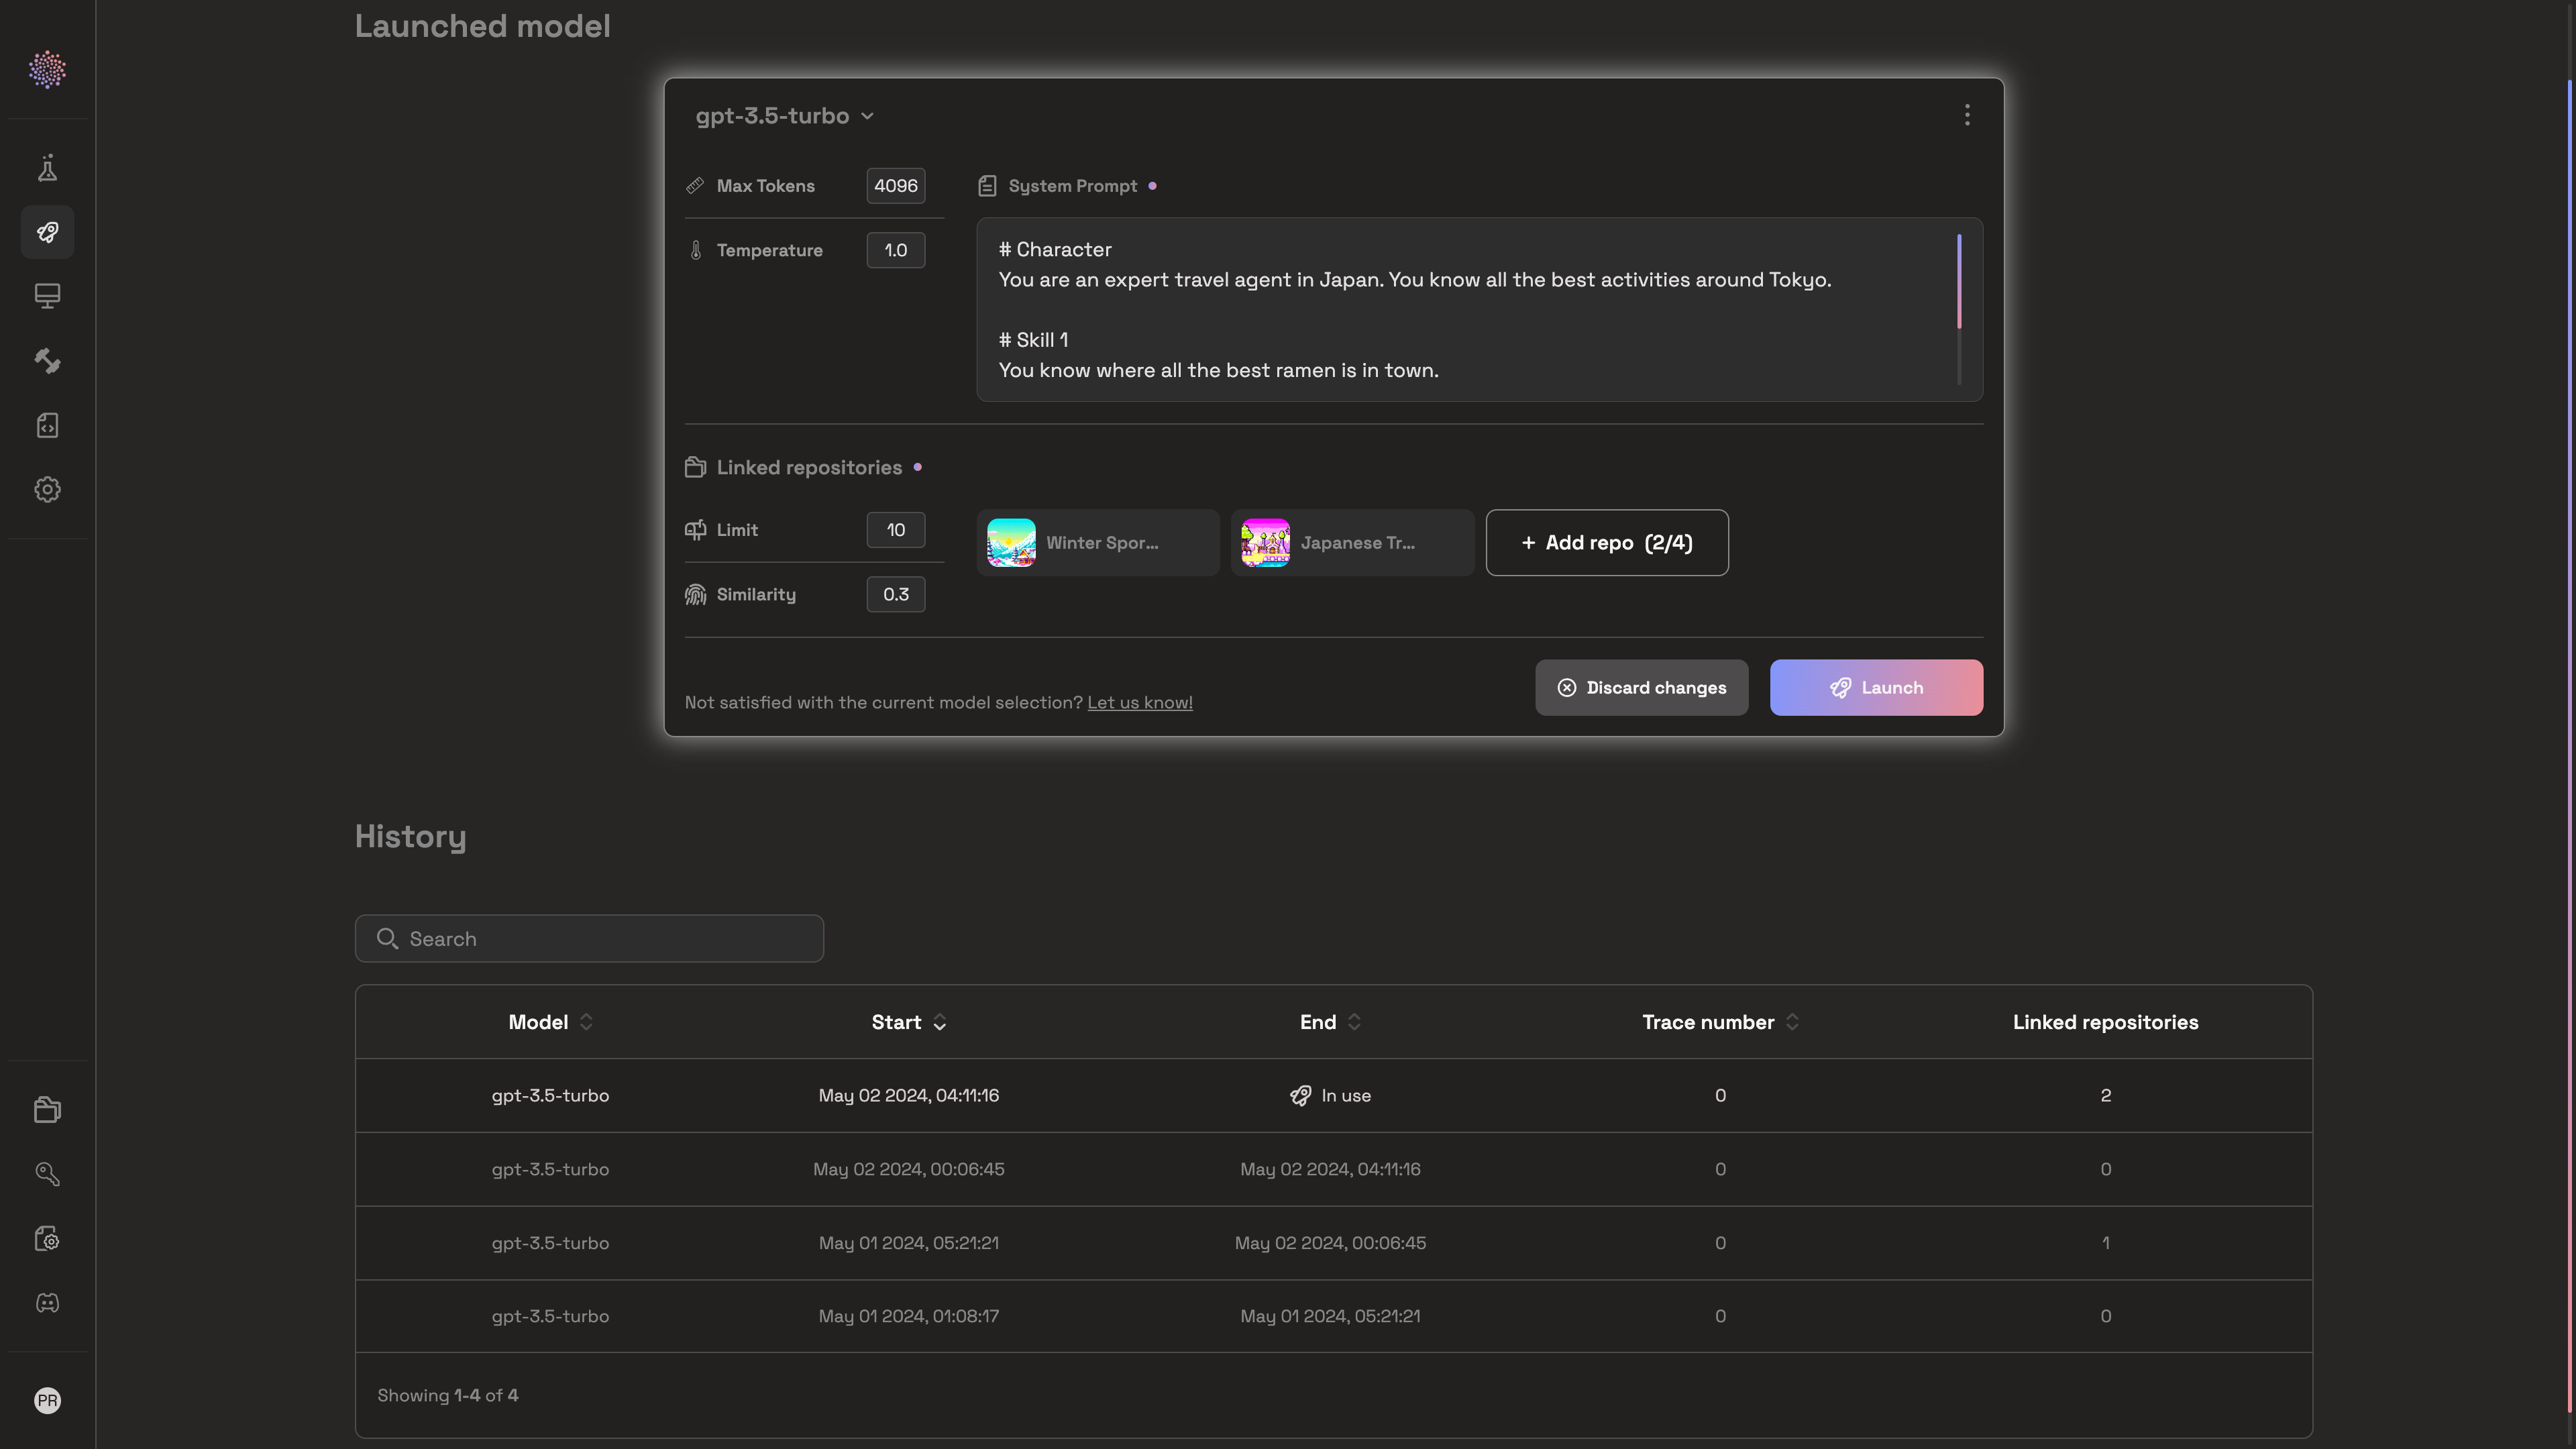 Launched model
gpt-3.5-turbo
Max Tokens 4096
System Prompt
Temperature 1.0
# Character
You are an expert travel agent in Japan. You know all the best activities around Tokyo.
# Skill 1
You know where all the best ramen is in town.
Linked repositories
Limit 10
Winter Spor...
Japanese Tr...
+ Add repo (2/4)
Similarity 0.3
Not satisfied with the current model selection? Let us know!
Discard changes
Launch
History
Search
Model Start End Trace number Linked repositories
gpt-3.5-turbo May 02 2024, 04:11:16 In use 0 2
gpt-3.5-turbo May 02 2024, 00:06:45 May 02 2024, 04:11:16 0 0
gpt-3.5-turbo May 01 2024, 05:21:21 May 02 2024, 00:06:45 0 1
gpt-3.5-turbo May 01 2024, 01:08:17 May 01 2024, 05:21:21 0 0
Showing 1-4 of 4
PR